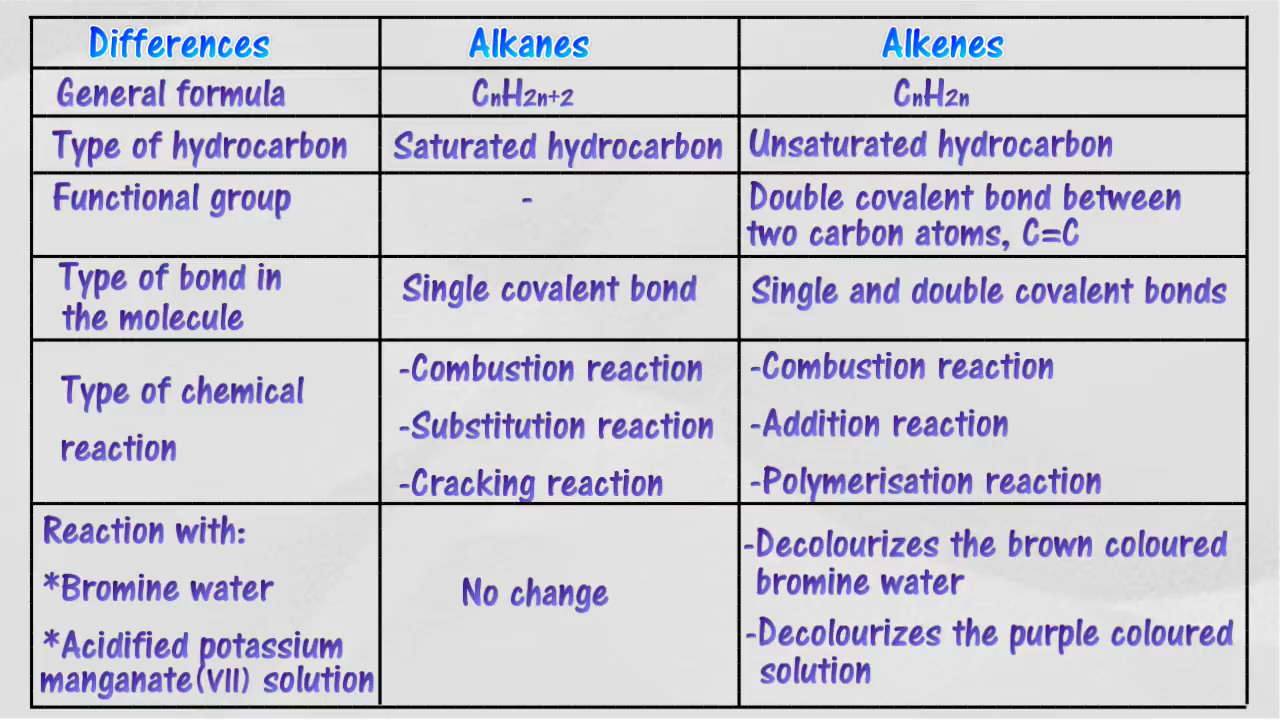 Differences Alkanes Alkenes
General formula CnH2n+2 CnH2n
Type of hydrocarbon Saturated hydrocarbon Unsaturated hydrocarbon
Functional group - Double covalent bond between
two carbon atoms, C=C
Type of bond in
the molecule
Single covalent bond Single and double covalent bonds
Type of chemical
reaction
-Combustion reaction
-Substitution reaction
-Cracking reaction
-Combustion reaction
-Addition reaction
-Polymerisation reaction
Reaction with:
*Bromine water
*Acidified potassium
manganate(VII) solution
No change
-Decolourizes the brown coloured
bromine water
-Decolourizes the purple coloured
solution